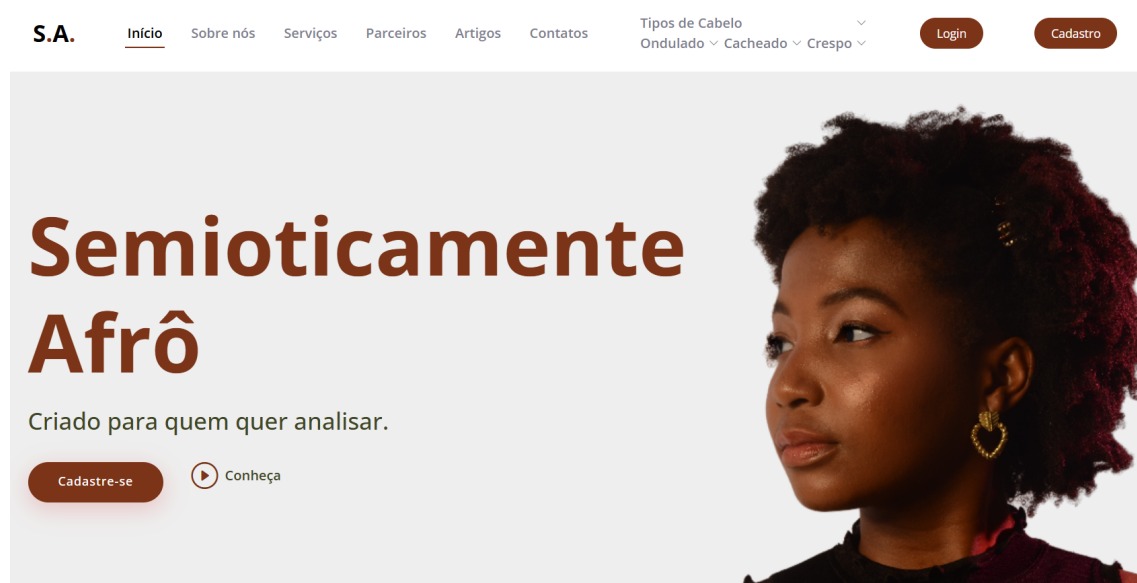 S.A.
Início Sobre nós Serviços Parceiros Artigos Contatos
Tipos de Cabelo
Ondulado Cacheado Crespo
Login Cadastro
Semioticamente
Afrô
Criado para quem quer analisar.
Cadastre-se Conheça